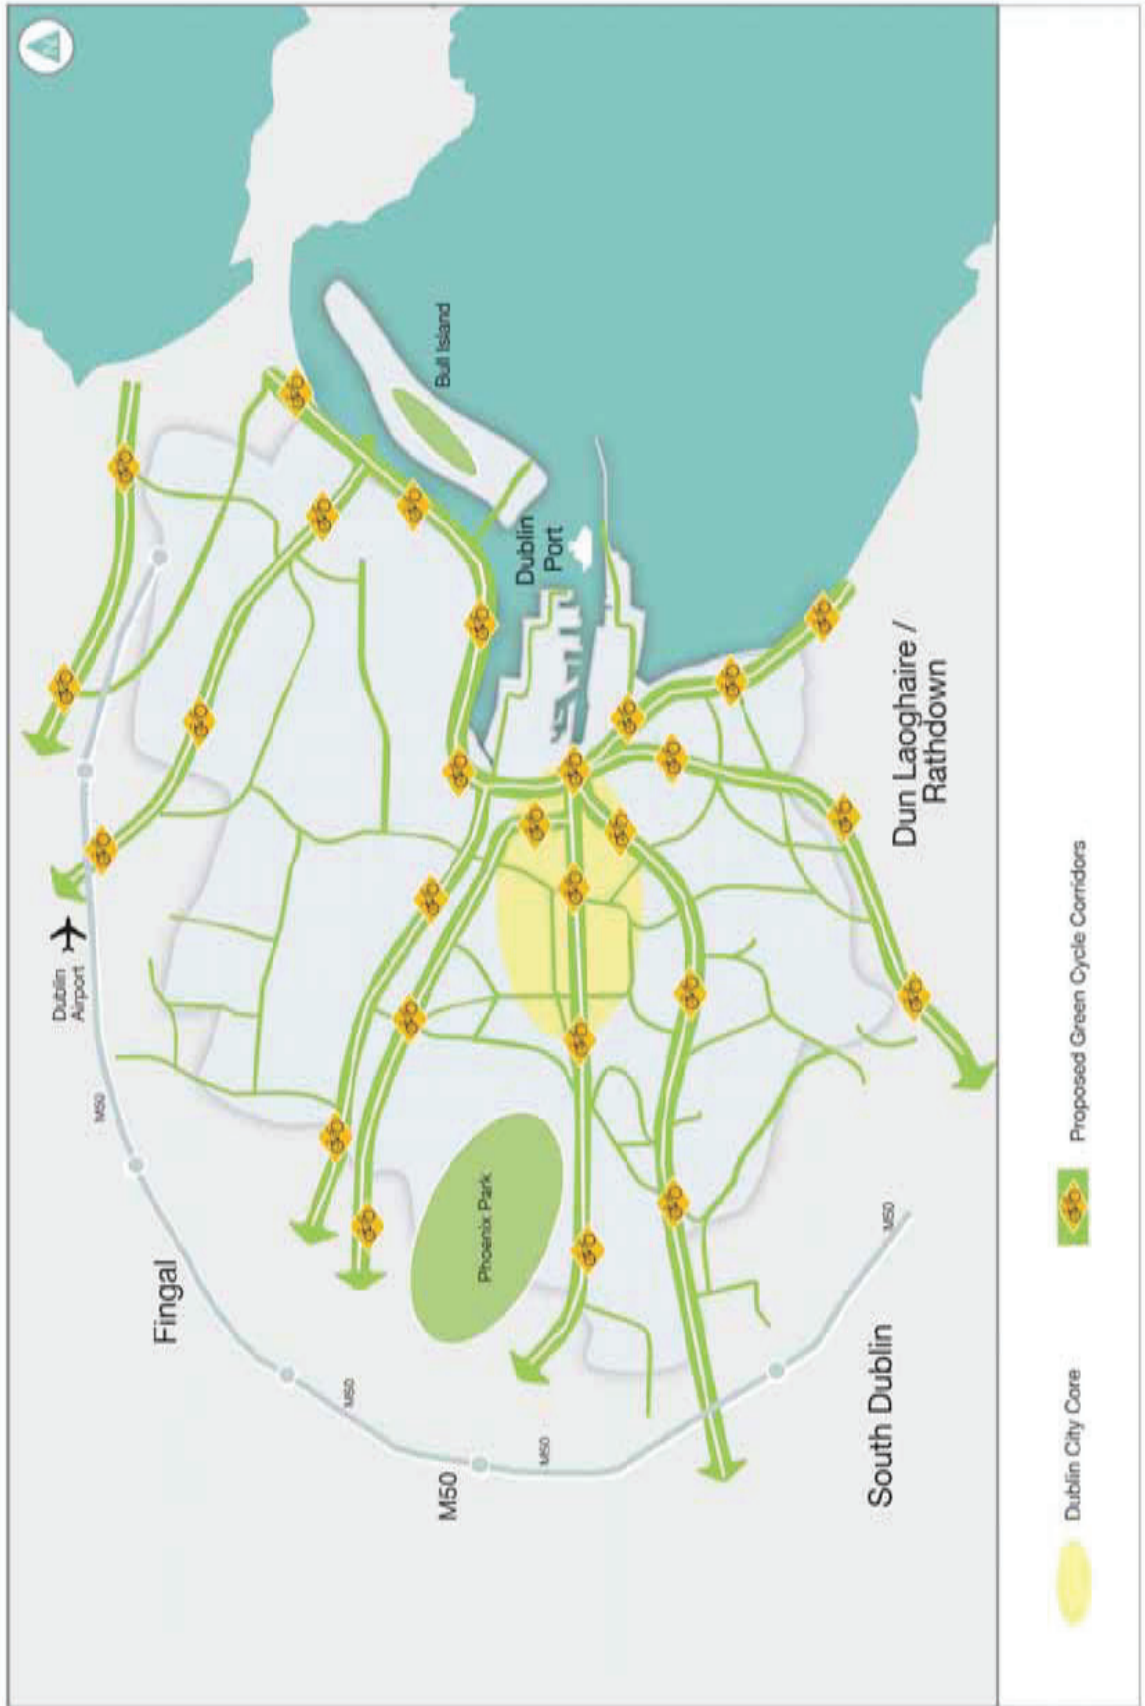 N
Bull Island
Dublin
Port
Dublin
Airport
M50
Dun Laoghaire /
Rathdown
Phoenix Park
Fingal
M50
M50
M50
M50
South Dublin
Dublin City Core
Proposed Green Cycle Corridors